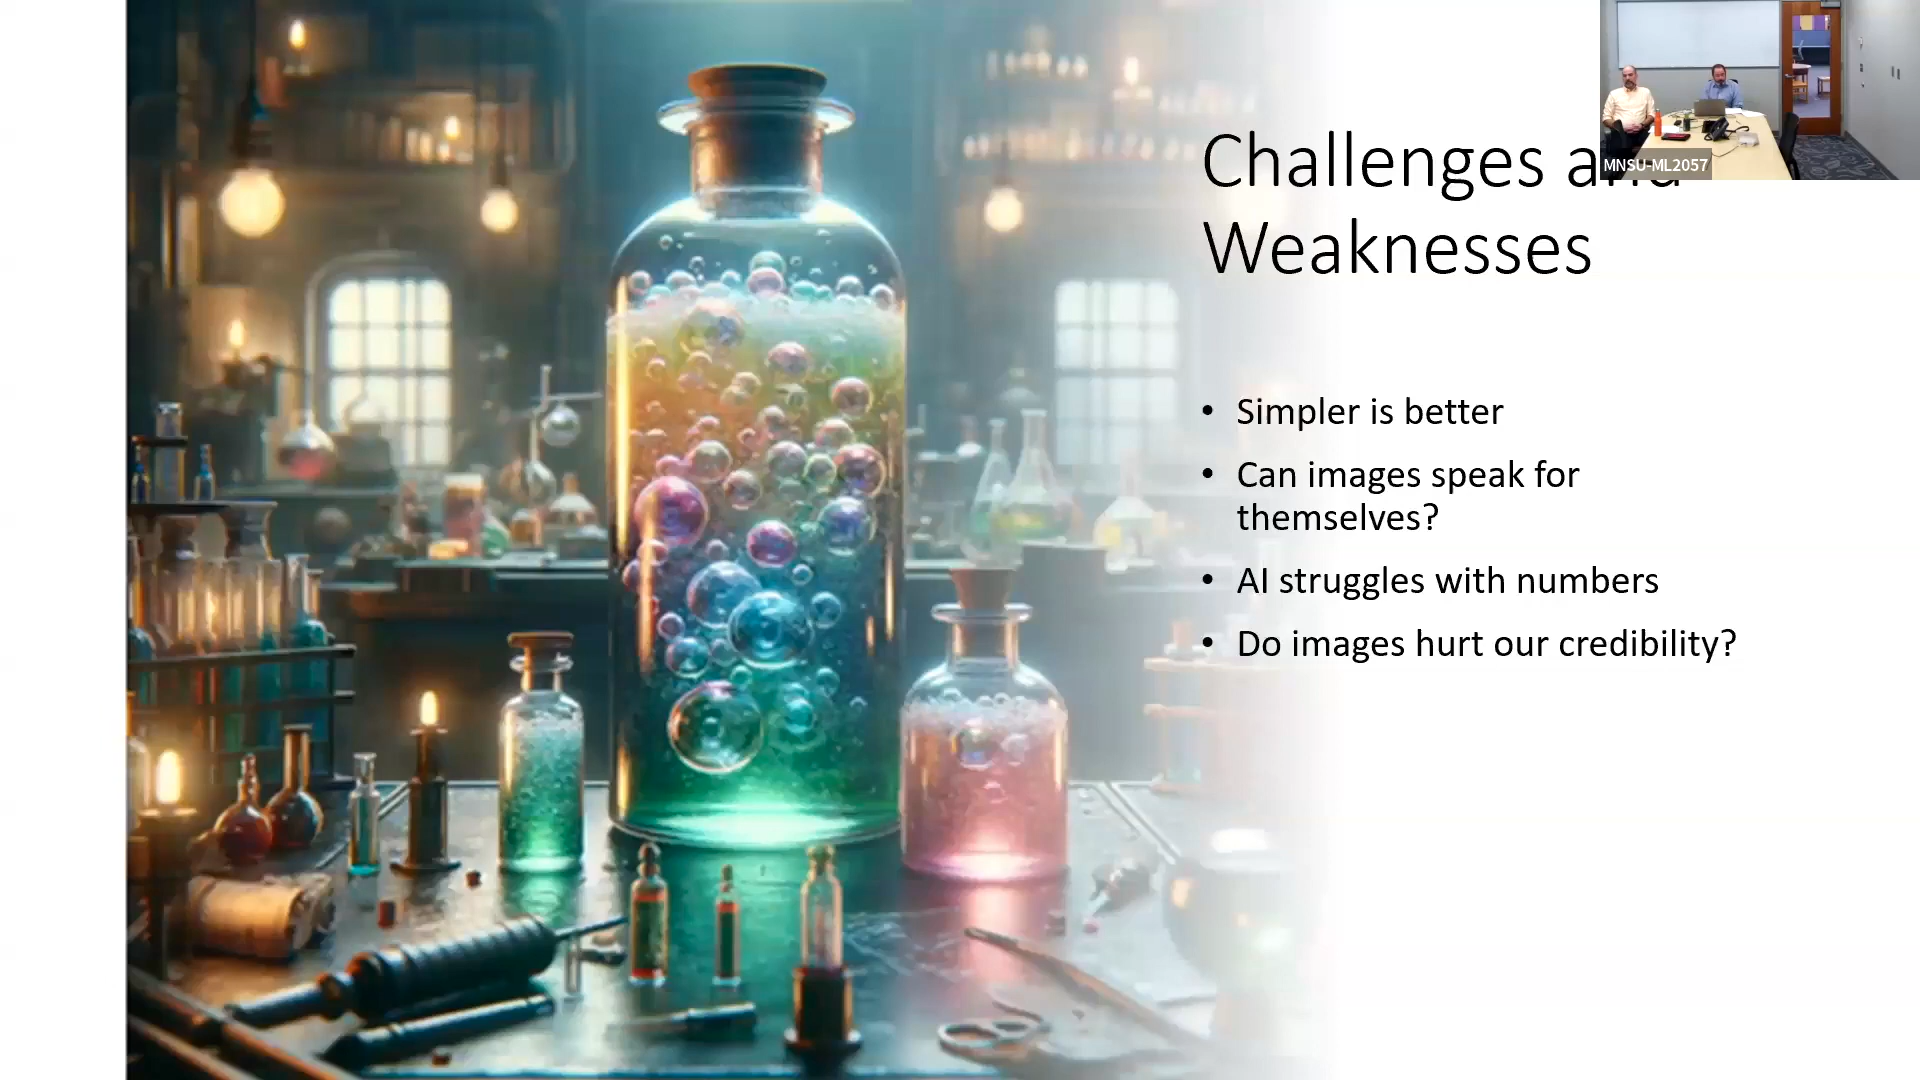 Challenges and
Weaknesses
MNSU-ML2057
• Simpler is better
• Can images speak for
themselves?
• AI struggles with numbers
• Do images hurt our credibility?